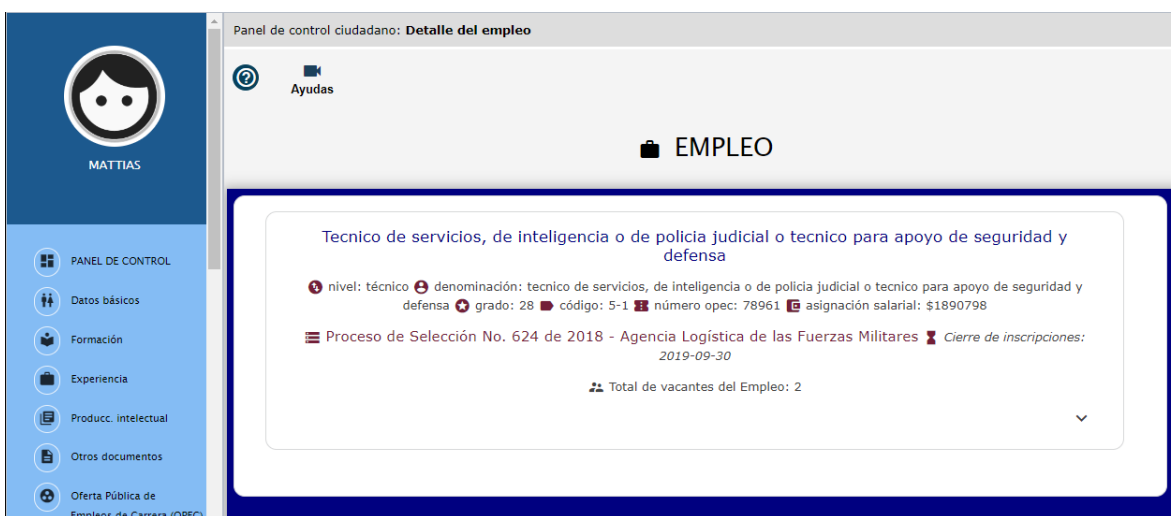 Panel de control ciudadano: Detalle del empleo
Ayudas
MATTIAS
PANEL DE CONTROL
Datos básicos
Formación
Experiencia
Producc. intelectual
Otros documentos
Oferta Pública de
Empleos de Carrera (OPEC)
EMPLEO
Tecnico de servicios, de inteligencia o de policia judicial o tecnico para apoyo de seguridad y
defensa
nivel: técnico denominación: tecnico de servicios, de inteligencia o de policia judicial o tecnico para apoyo de seguridad y
defensa grado: 28 código: 5-1 número opec: 78961 asignación salarial: $1890798
Proceso de Selección No. 624 de 2018 - Agencia Logística de las Fuerzas Militares Cierre de inscripciones:
2019-09-30
Total de vacantes del Empleo: 2